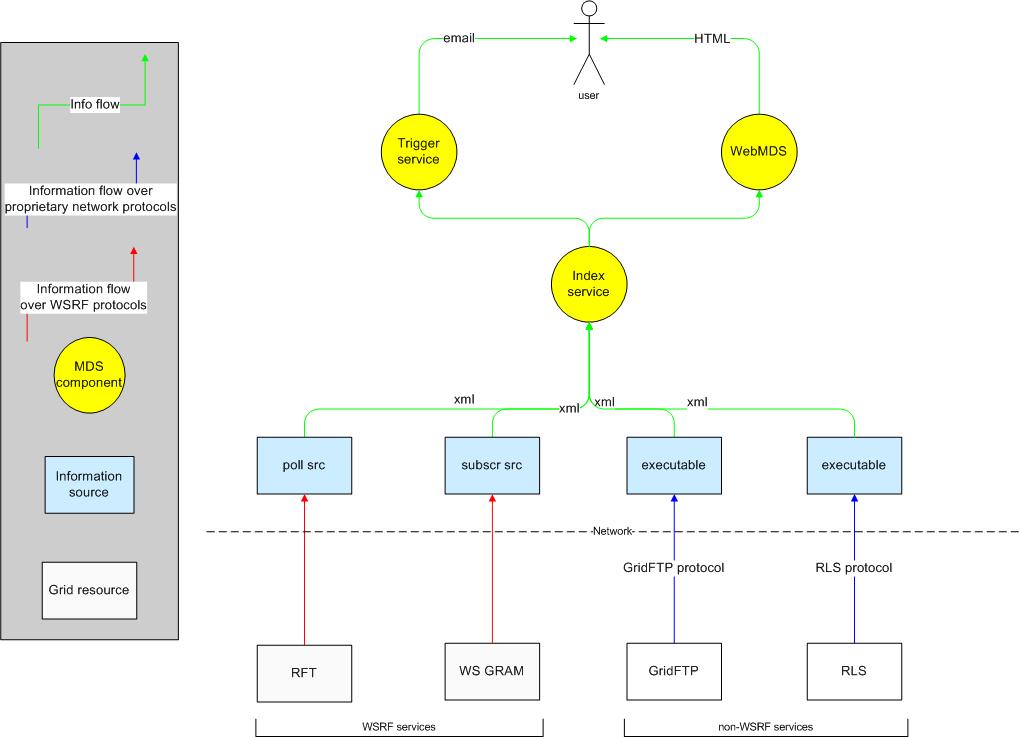 Info flow
Information flow over
proprietary network protocols
Information flow
over WSRF protocols
MDS
component
Information
source
Grid resource
email
HTML
user
Trigger
service
WebMDS
Index
service
xml
xml
xml
xml
poll src
subscr src
executable
executable
Network
GridFTP protocol
RLS protocol
RFT
WS GRAM
GridFTP
RLS
WSRF services
non-WSRF services